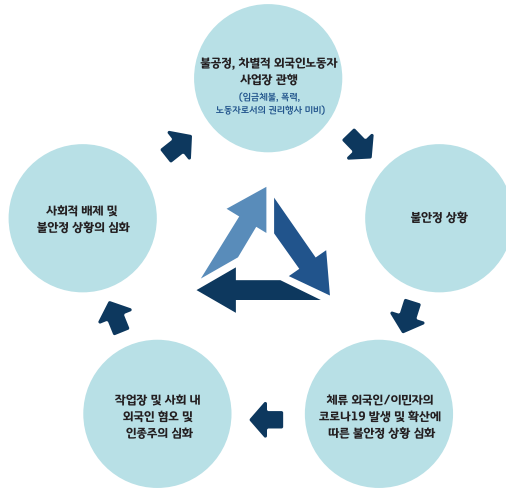 불공정, 차별적 외국인노동자
사업장 관행
(임금체불, 폭력,
노동자로서의 권리행사 미비)
불안정 상황
체류 외국인/이민자의
코로나19 발생 및 확산에
따른 불안정 상황 심화
작업장 및 사회 내
외국인 혐오 및
인종주의 심화
사회적 배제 및
불안정 상황의 심화